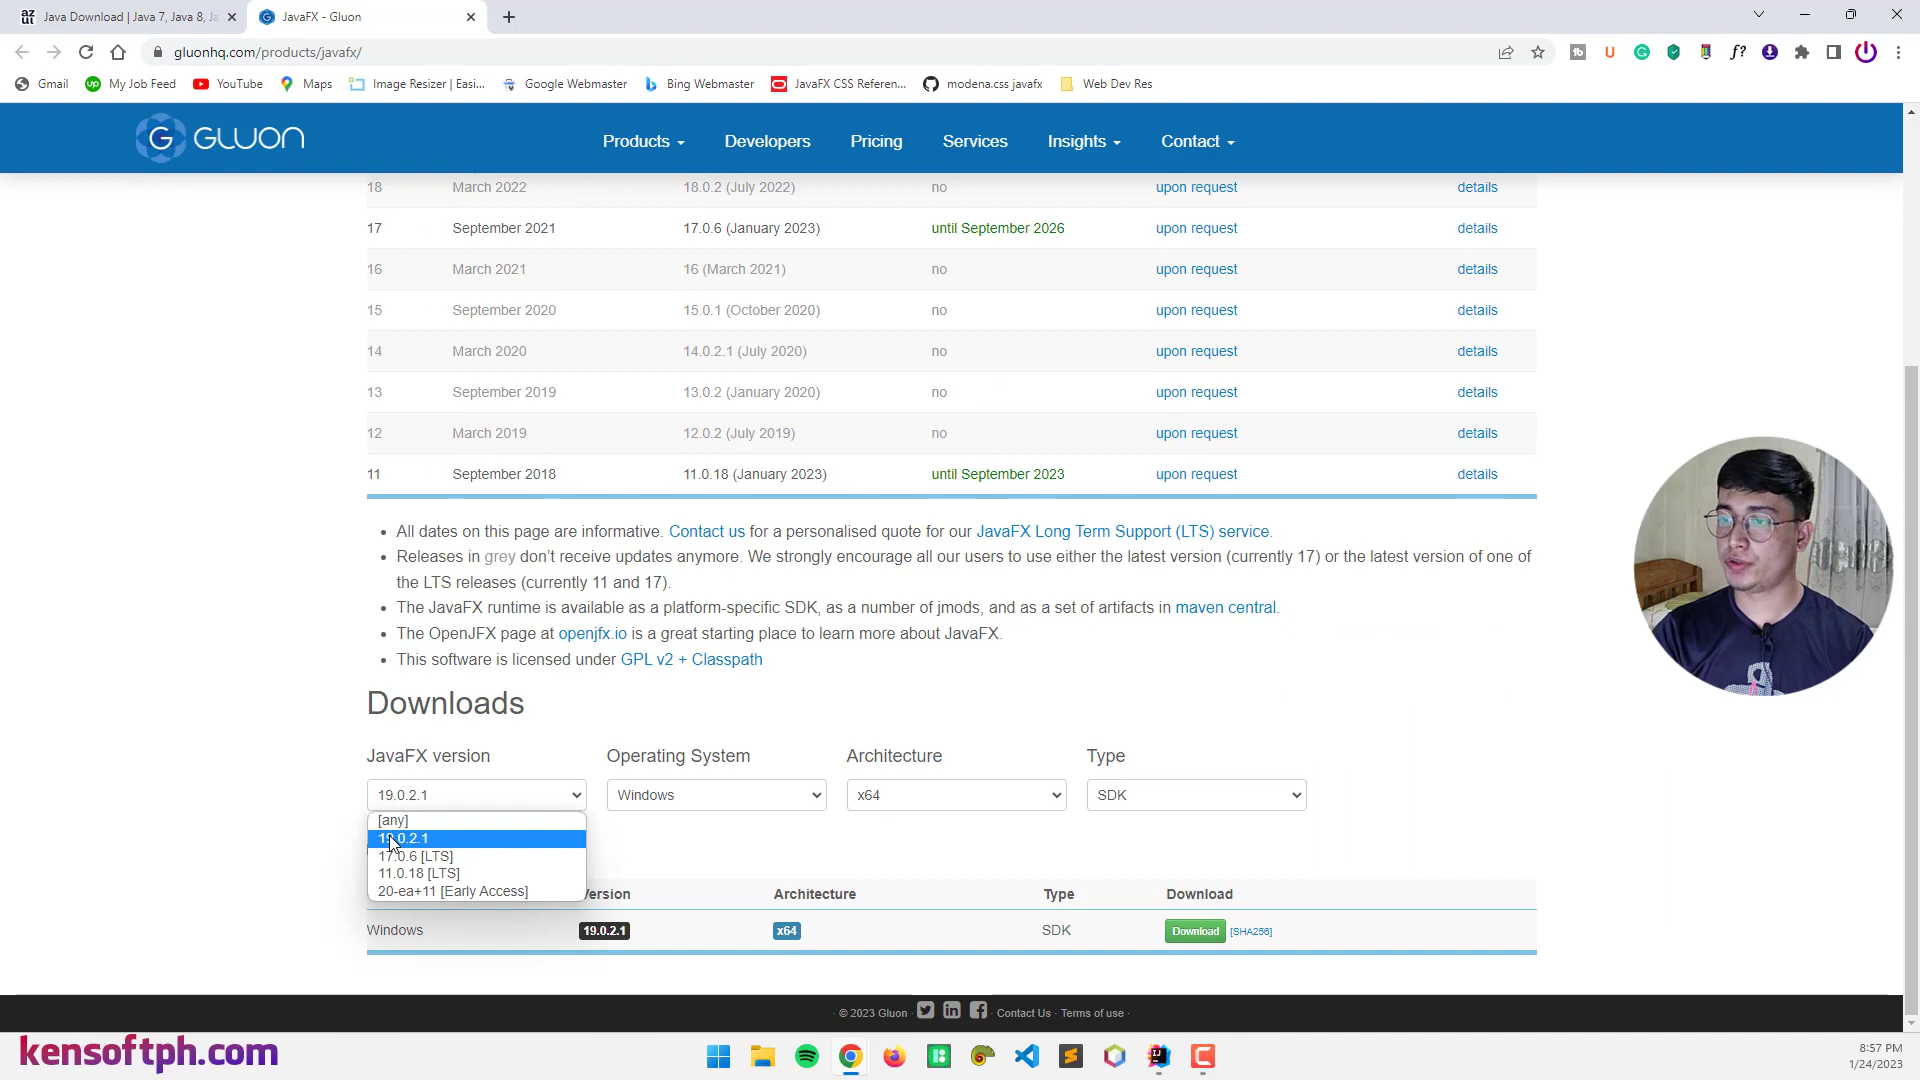 azul Java Download | Java 7, Java 8, Ja
JavaFX - Gluon
gluonhq.com/products/javafx/
Gmail My Job Feed YouTube Maps Image Resizer | Easi... Google Webmaster Bing Webmaster JavaFX CSS Referen... modena.css javafx Web Dev Res
GLUON Products Developers Pricing Services Insights Contact
18 March 2022 18.0.2 (July 2022) no upon request details
17 September 2021 17.0.6 (January 2023) until September 2026 upon request details
16 March 2021 16 (March 2021) no upon request details
15 September 2020 15.0.1 (October 2020) no upon request details
14 March 2020 14.0.2.1 (July 2020) no upon request details
13 September 2019 13.0.2 (January 2020) no upon request details
12 March 2019 12.0.2 (July 2019) no upon request details
11 September 2018 11.0.18 (January 2023) until September 2023 upon request details
All dates on this page are informative. Contact us for a personalised quote for our JavaFX Long Term Support (LTS) service.
Releases in grey don't receive updates anymore. We strongly encourage all our users to use either the latest version (currently 17) or the latest version of one of
the LTS releases (currently 11 and 17).
The JavaFX runtime is available as a platform-specific SDK, as a number of jmods, and as a set of artifacts in maven central.
The OpenJFX page at openjfx.io is a great starting place to learn more about JavaFX.
This software is licensed under GPL v2 + Classpath
Downloads
JavaFX version Operating System Architecture Type
19.0.2.1 Windows x64 SDK
[any]
19.0.2.1
17.0.6 [LTS]
11.0.18 [LTS]
20-ea+11 [Early Access]
Version Architecture Type Download
Windows 19.0.2.1 x64 SDK Download [SHA256]
· © 2023 Gluon · · Contact Us · Terms of use ·
kensoftph.com
8:57 PM
1/24/2023